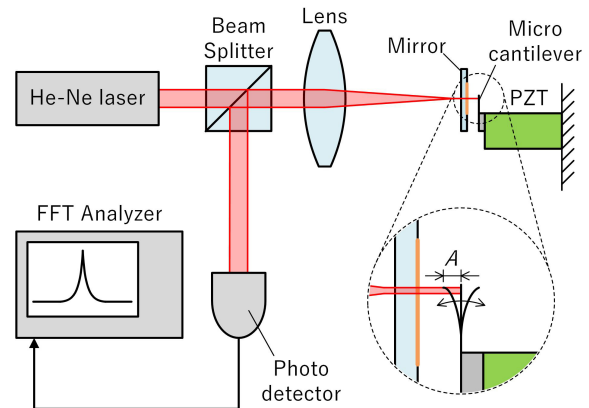 Beam
Splitter
Lens
Micro
cantilever
Mirror
PZT
He-Ne laser
FFT Analyzer
A
Photo
detector